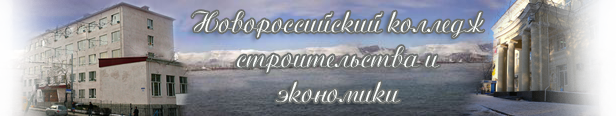 Новороссийский колледж
строительства и
экономики